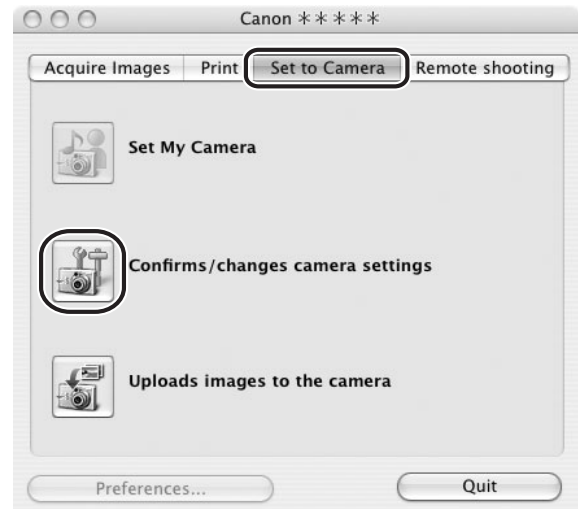 Canon ＊＊＊＊＊
Acquire Images Print Set to Camera Remote shooting
Set My Camera
Confirms/changes camera settings
Uploads images to the camera
Preferences... Quit